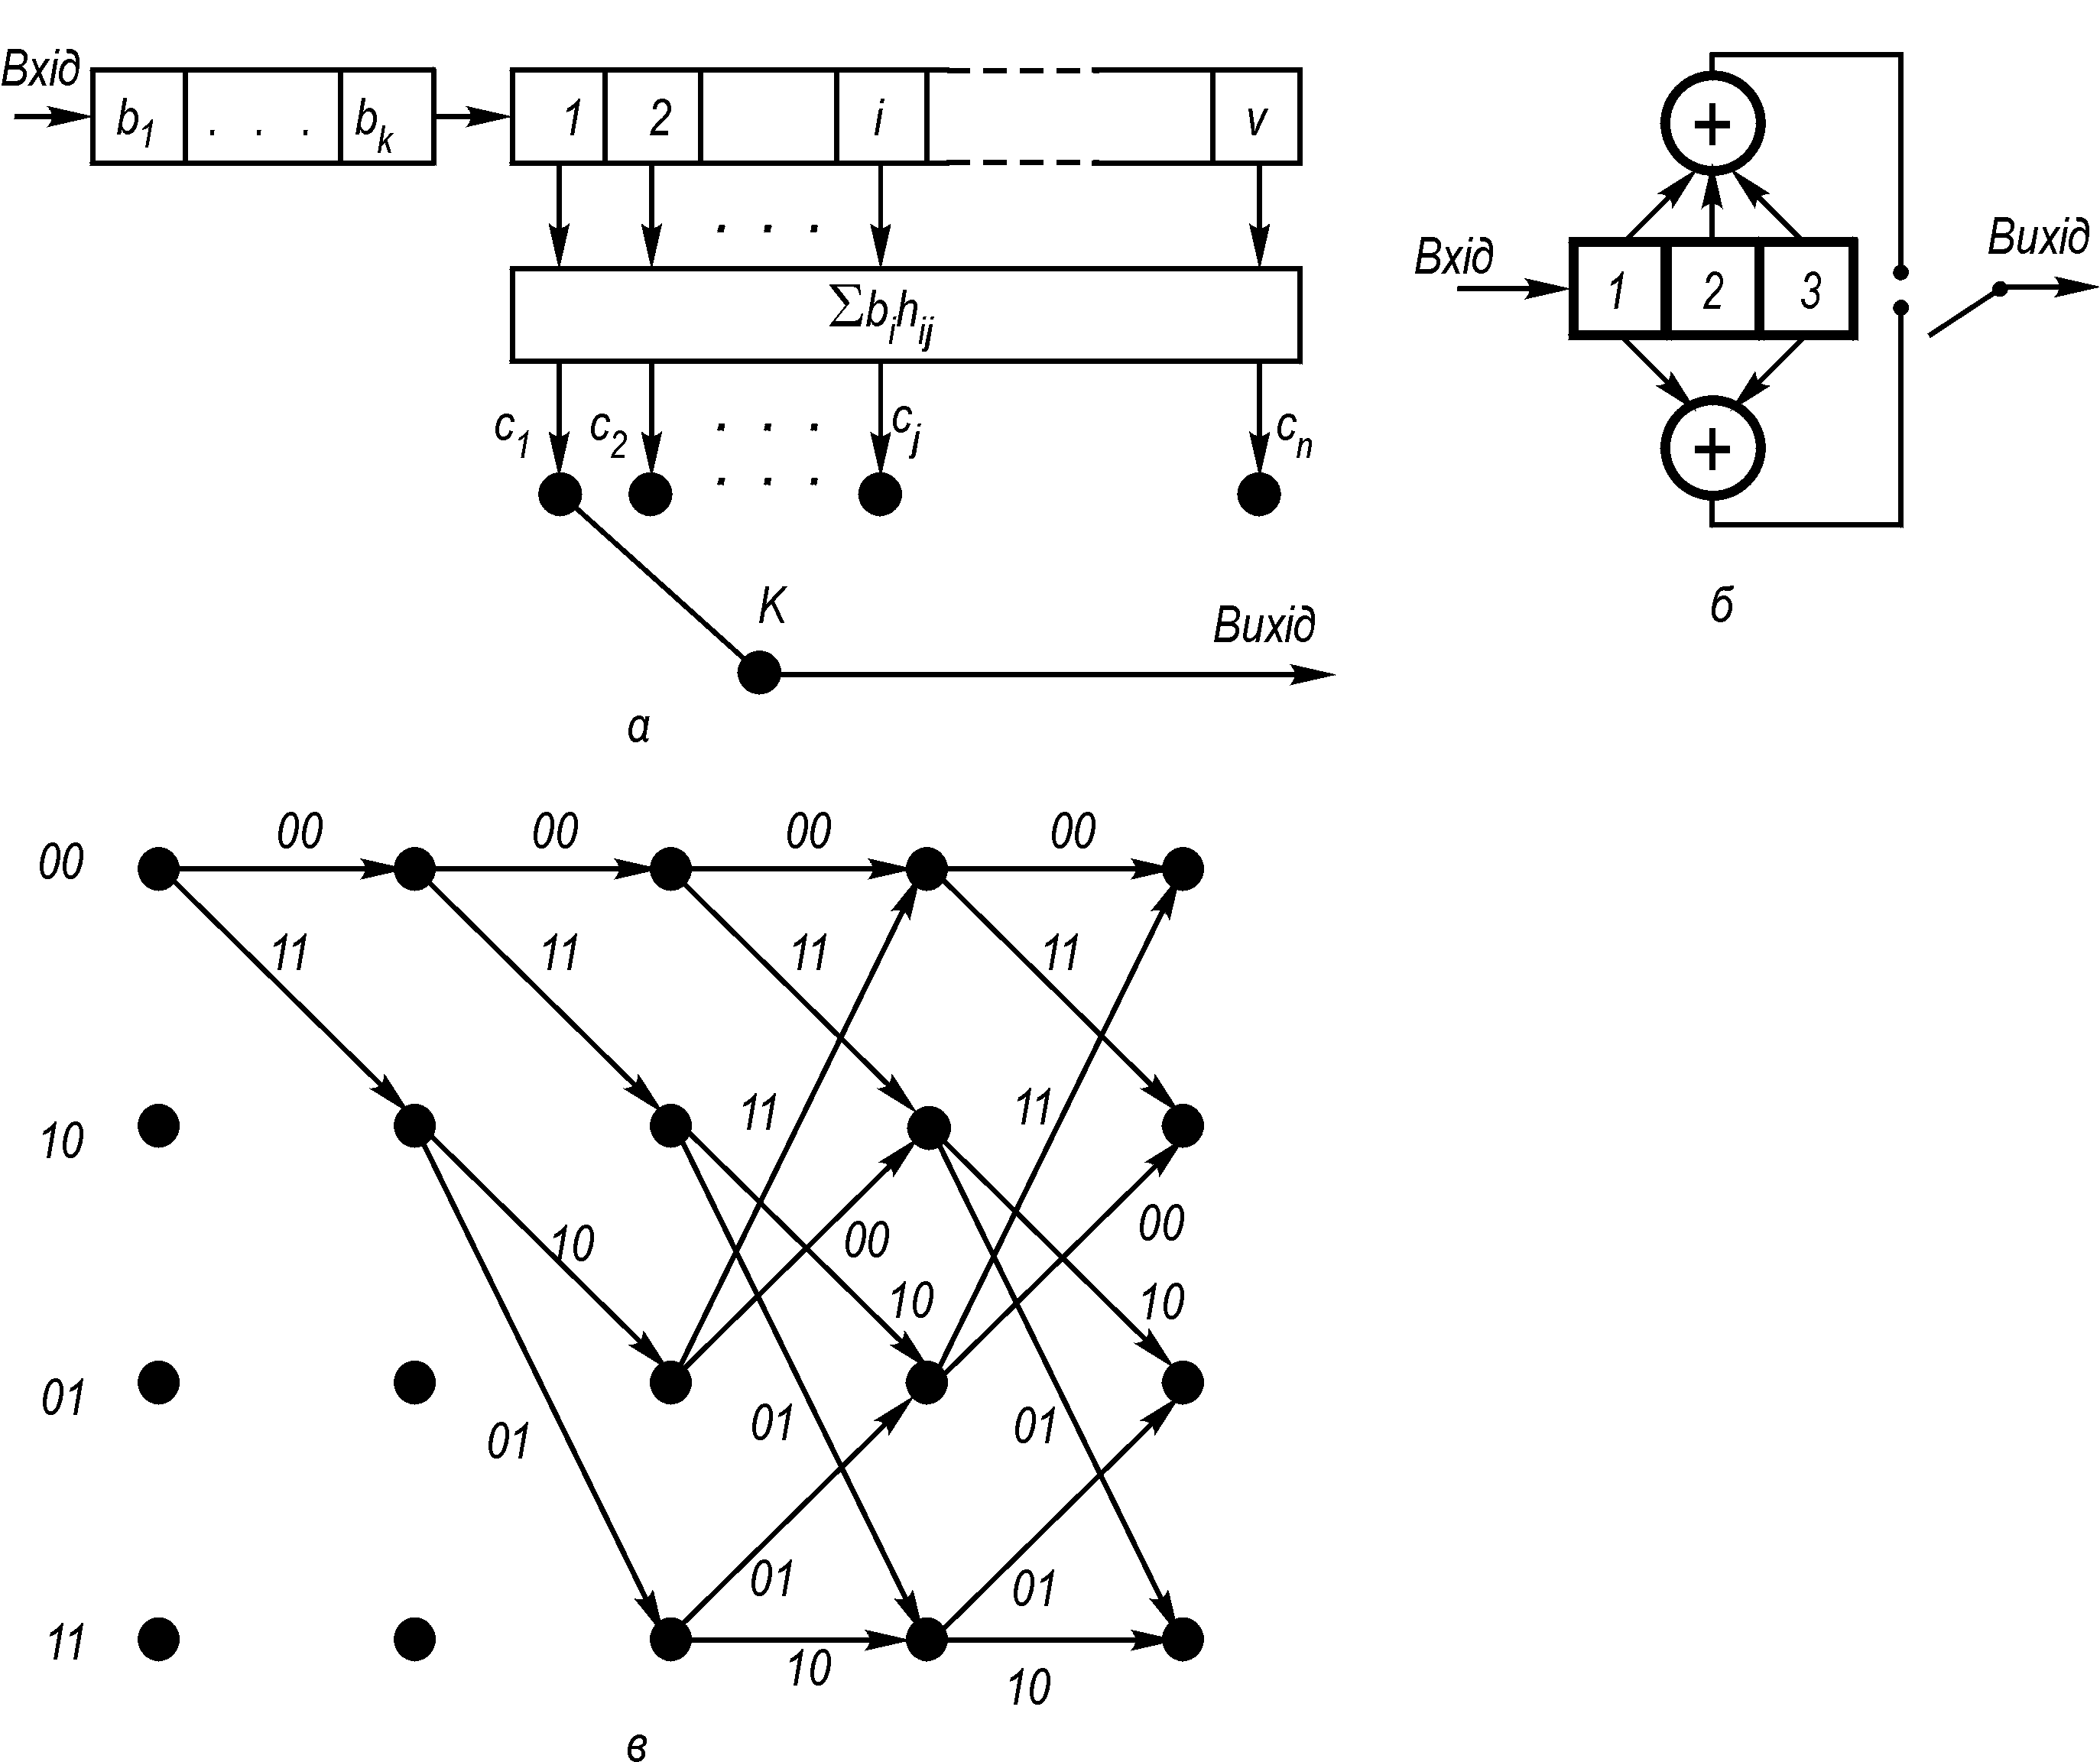 Вхід b1 . . . bk 1 2 i v
. . .
Σbihij
c1 c2 . . . cj cn
. . .
K
Вихід
а
+
Вхід 1 2 3 Вихід
+
б
00 00 00 00 00
11 11 11 11
11 11
10
10 00 00
10 10
01
01 01 01
01 01
11 10 10
в